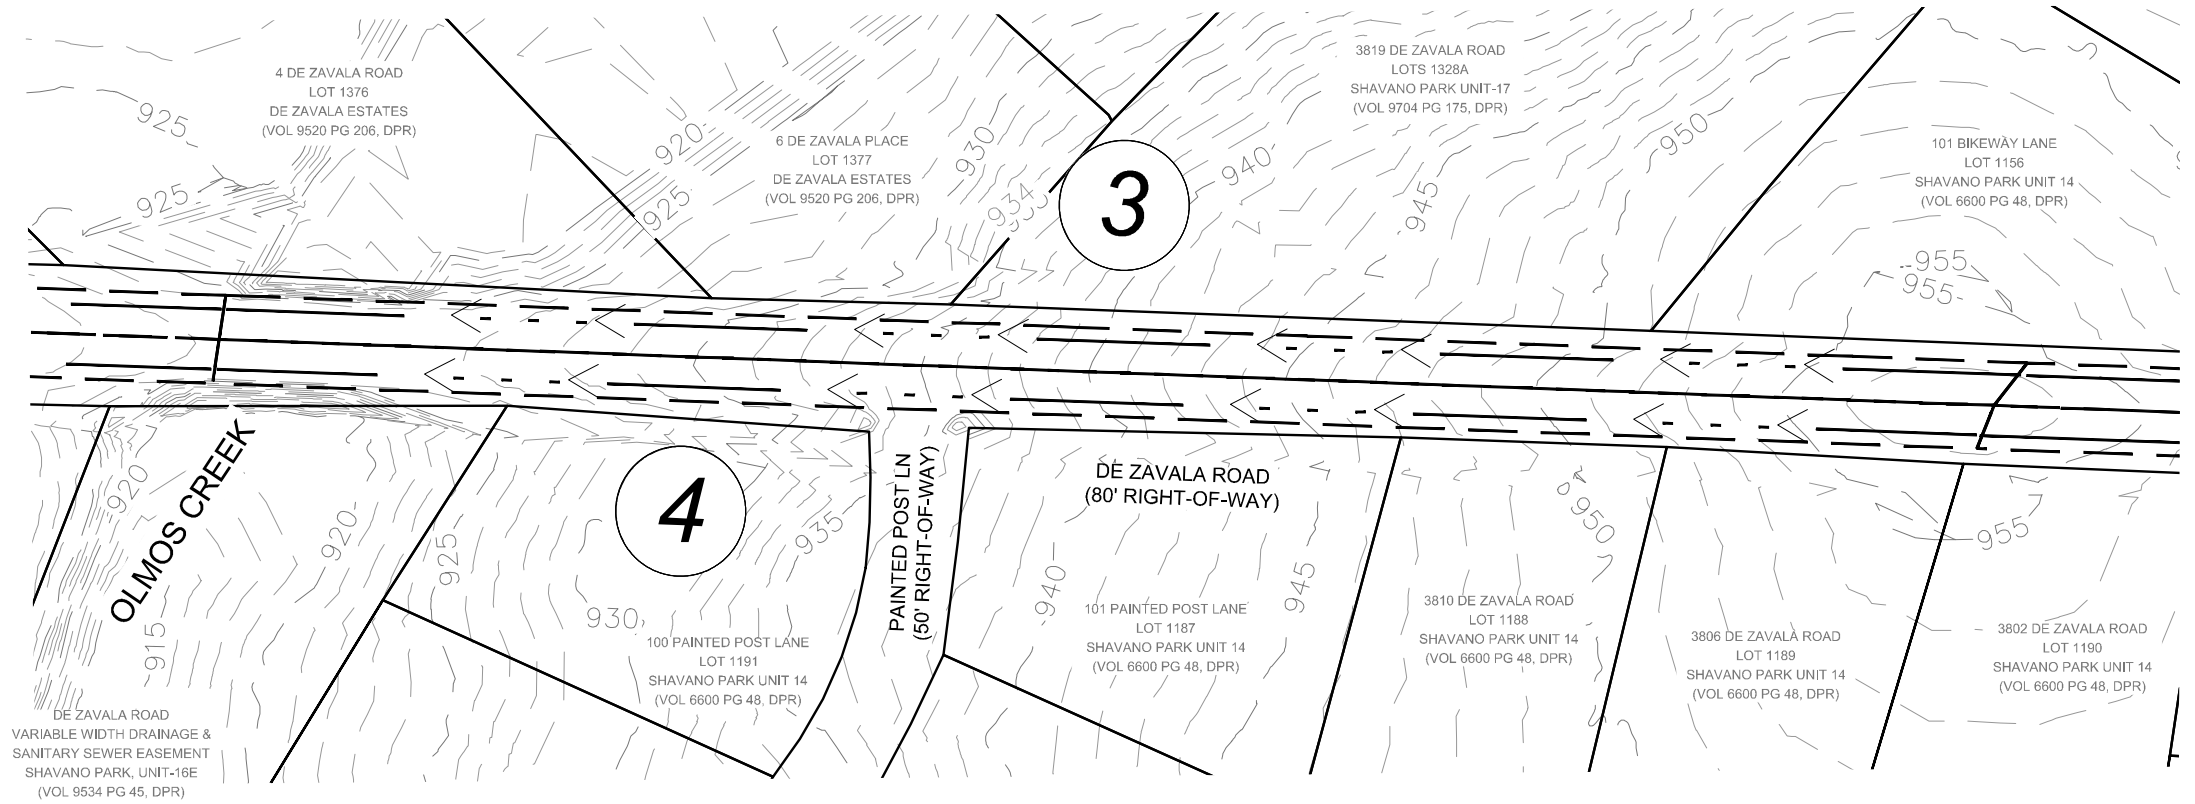 4 DE ZAVALA ROAD
LOT 1376
DE ZAVALA ESTATES
(VOL 9520 PG 206, DPR)
925
925
920
925
6 DE ZAVALA PLACE
LOT 1377
DE ZAVALA ESTATES
(VOL 9520 PG 206, DPR)
930
934
3
940
3819 DE ZAVALA ROAD
LOTS 1328A
SHAVANO PARK UNIT-17
(VOL 9704 PG 175, DPR)
945
950
101 BIKEWAY LANE
LOT 1156
SHAVANO PARK UNIT 14
(VOL 6600 PG 48, DPR)
955
955
920
OLMOS CREEK
915
920
925
4
930
935
100 PAINTED POST LANE
LOT 1191
SHAVANO PARK UNIT 14
(VOL 6600 PG 48, DPR)
PAINTED POST LN
(50' RIGHT-OF-WAY)
DE ZAVALA ROAD
(80' RIGHT-OF-WAY)
940
945
101 PAINTED POST LANE
LOT 1187
SHAVANO PARK UNIT 14
(VOL 6600 PG 48, DPR)
950
3810 DE ZAVALA ROAD
LOT 1188
SHAVANO PARK UNIT 14
(VOL 6600 PG 48, DPR)
3806 DE ZAVALA ROAD
LOT 1189
SHAVANO PARK UNIT 14
(VOL 6600 PG 48, DPR)
955
3802 DE ZAVALA ROAD
LOT 1190
SHAVANO PARK UNIT 14
(VOL 6600 PG 48, DPR)
DE ZAVALA ROAD
VARIABLE WIDTH DRAINAGE &
SANITARY SEWER EASEMENT
SHAVANO PARK, UNIT-16E
(VOL 9534 PG 45, DPR)